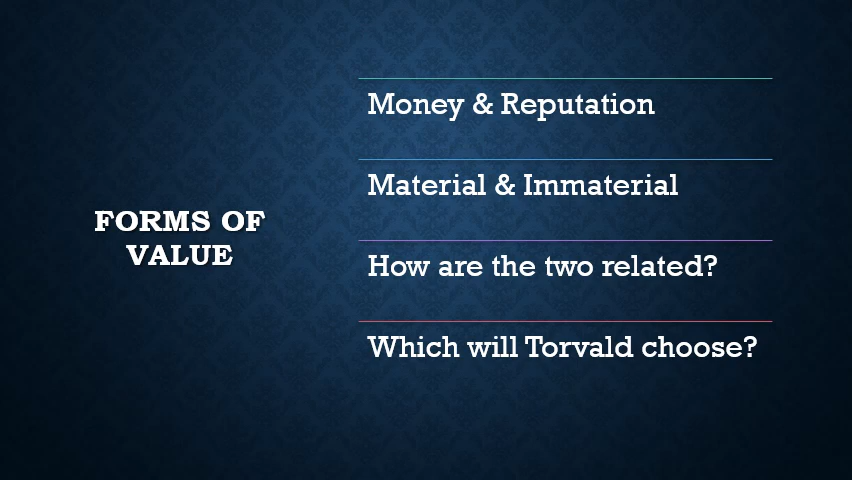 FORMS OF
VALUE
Money & Reputation
Material & Immaterial
How are the two related?
Which will Torvald choose?